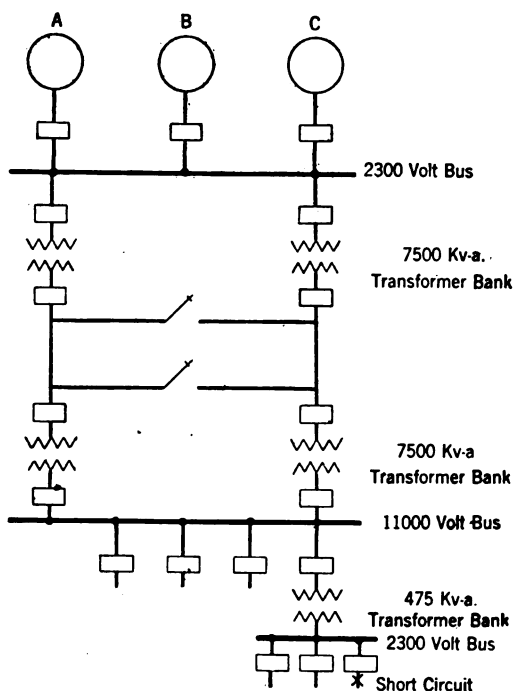 A
B
C
2300 Volt Bus
7500 Kv-a.
Transformer Bank
7500 Kv-a
Transformer Bank
11000 Volt Bus
475 Kv-a.
Transformer Bank
2300 Volt Bus
Short Circuit